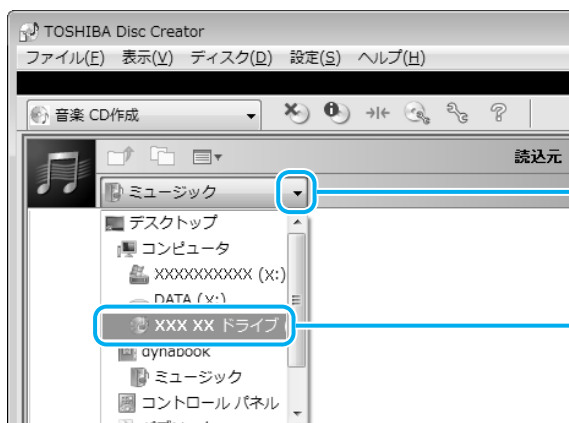 TOSHIBA Disc Creator
ファイル(F) 表示(V) ディスク(D) 設定(S) ヘルプ(H)
音楽 CD作成
読込元
ミュージック
デスクトップ
コンピュータ
XXXXXXXXXX (X:)
DATA (X:)
XXX XX ドライブ (
dynabook
ミュージック
コントロール パネル